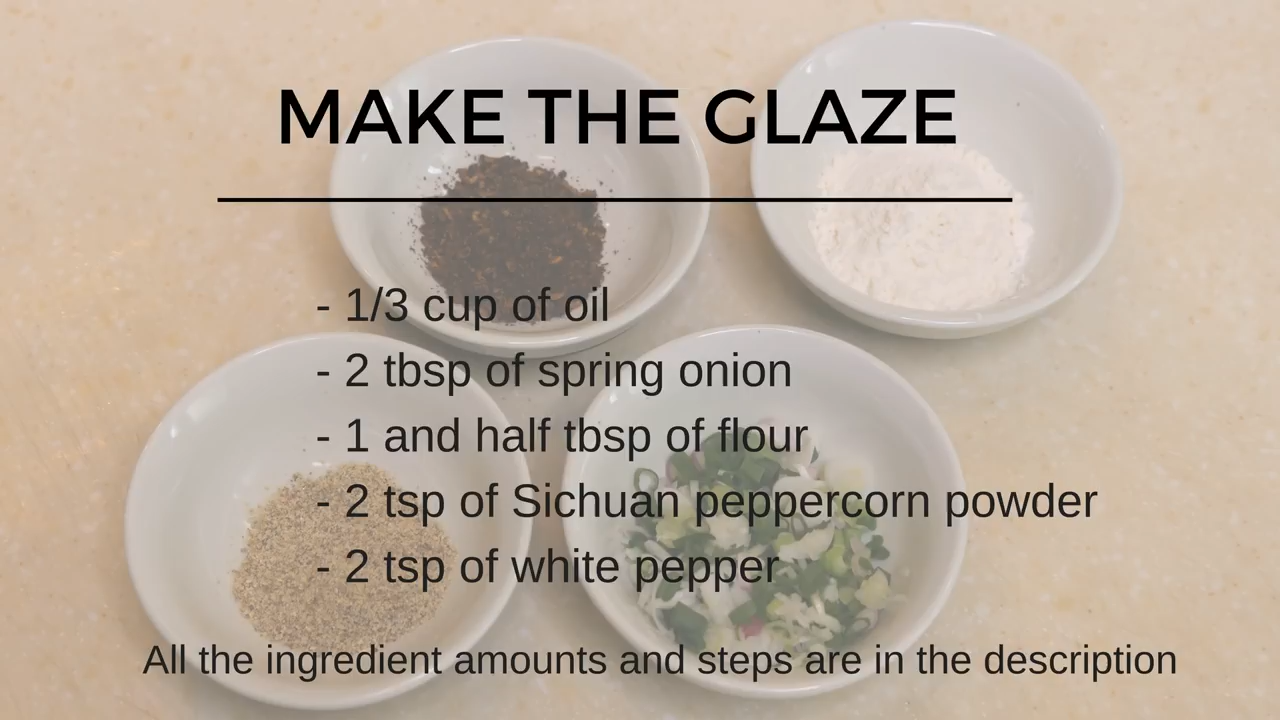 MAKE THE GLAZE
- 1/3 cup of oil
- 2 tbsp of spring onion
- 1 and half tbsp of flour
- 2 tsp of Sichuan peppercorn powder
- 2 tsp of white pepper
All the ingredient amounts and steps are in the description